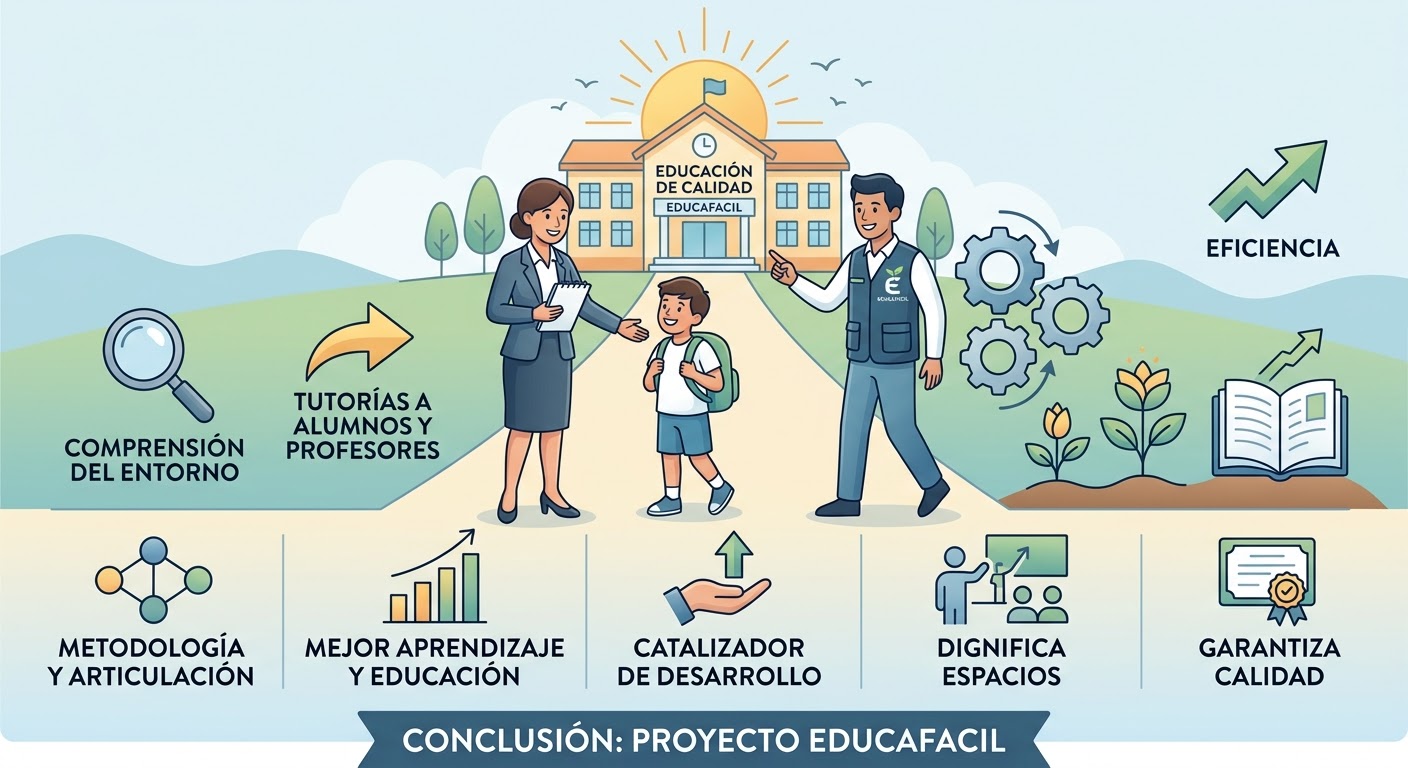 EDUCACIÓN
DE CALIDAD
EDUCAFACIL
E
EFICIENCIA
COMPRENSIÓN
DEL ENTORNO
TUTORÍAS A
ALUMNOS Y
PROFESORES
METODOLOGÍA
Y ARTICULACIÓN
MEJOR APRENDIZAJE
Y EDUCACIÓN
CATALIZADOR
DE DESARROLLO
DIGNIFICA
ESPACIOS
GARANTIZA
CALIDAD
CONCLUSIÓN: PROYECTO EDUCAFACIL